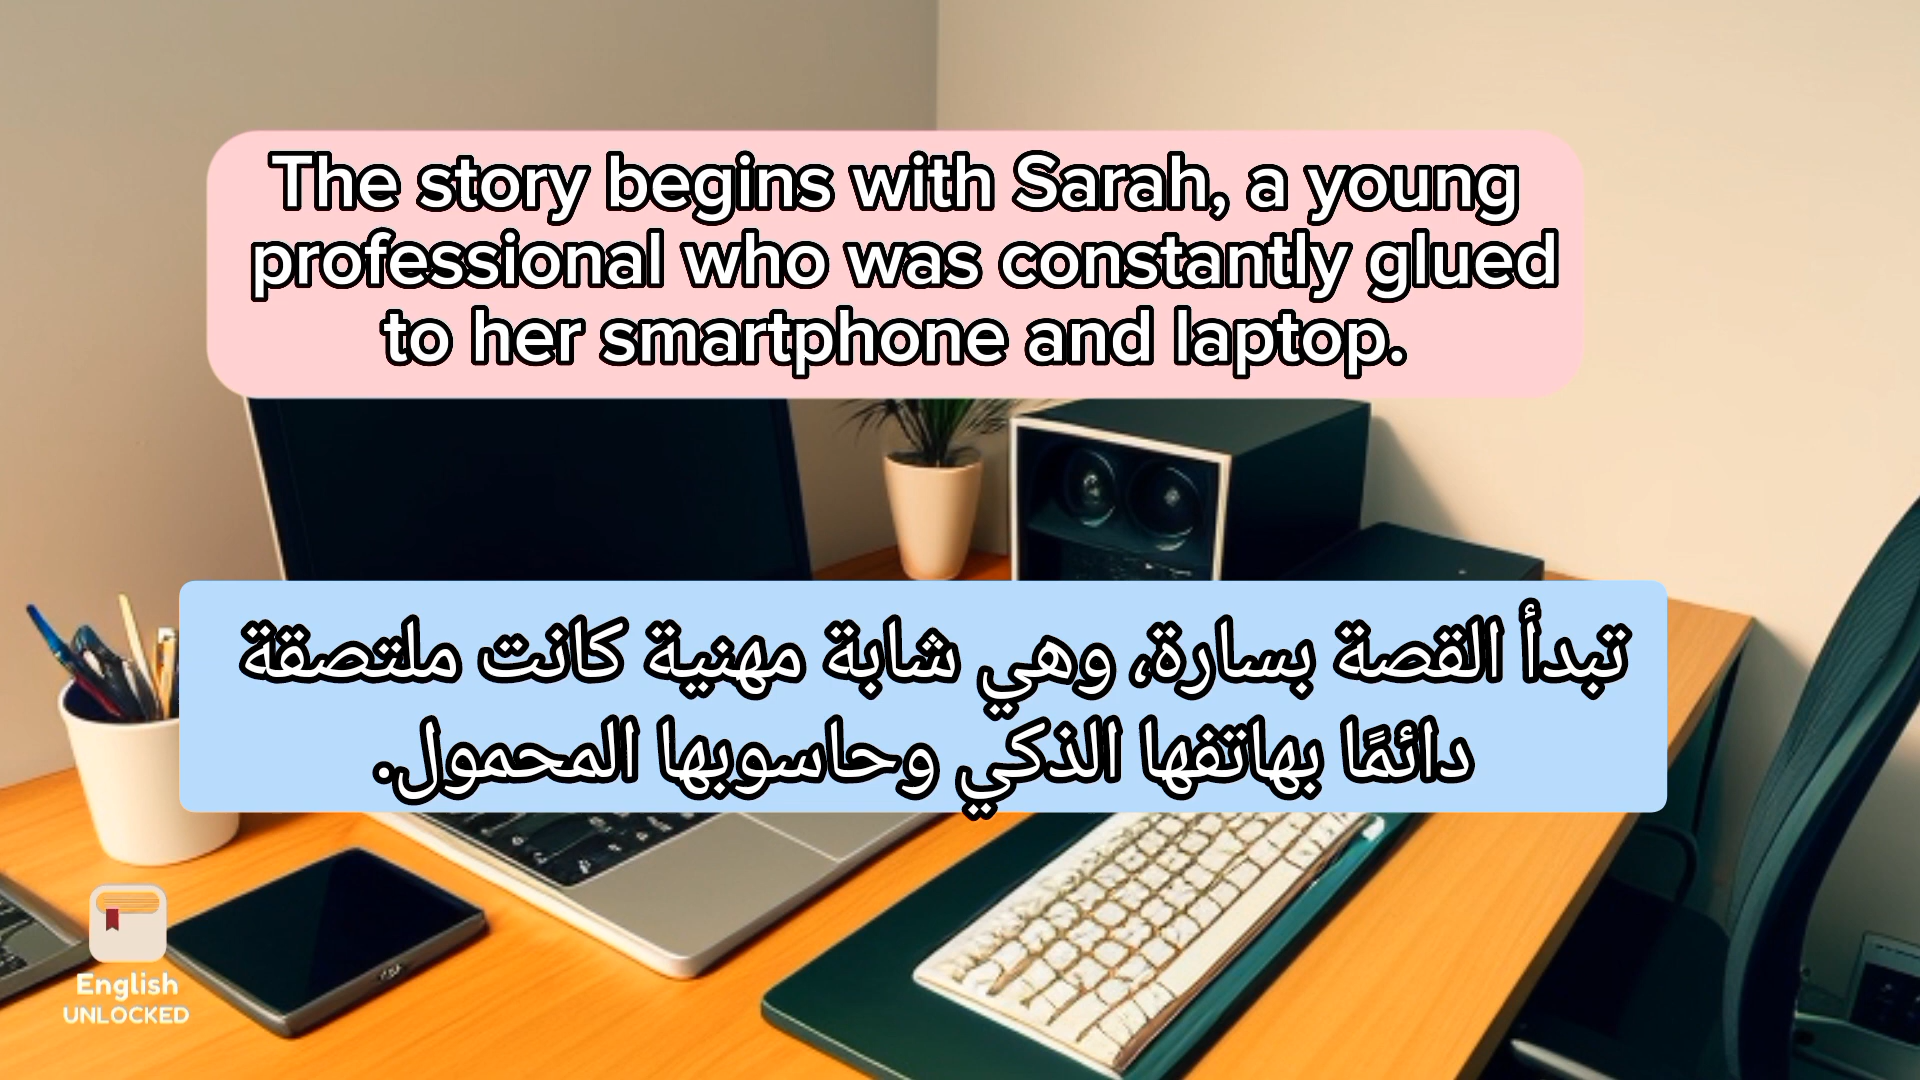 The story begins with Sarah, a young
professional who was constantly glued
to her smartphone and laptop.
تبدأ القصة بسارة، وهي شابة مهنية كانت ملتصقة
دائمًا بهاتفها الذكي وحاسوبها المحمول.
English
UNLOCKED